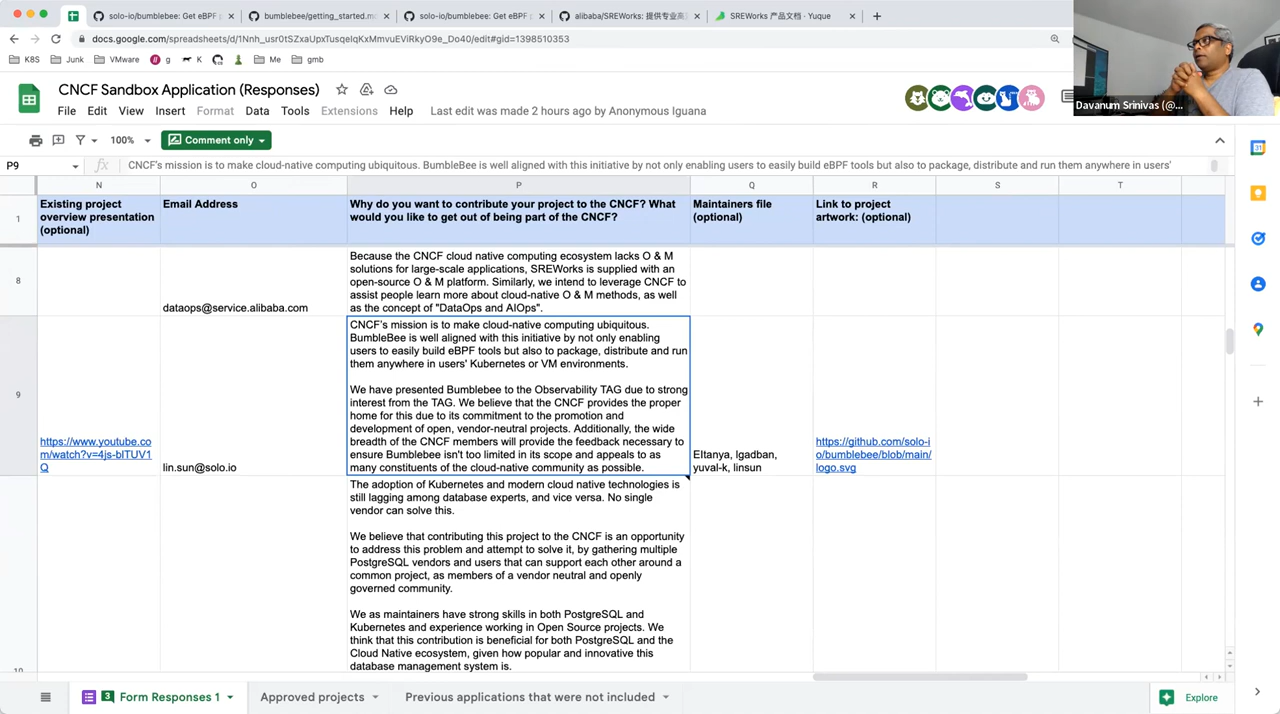 solo-io/bumblebee: Get eBPF
bumblebee/getting_started.m
solo-io/bumblebee: Get eBPF
alibaba/SREWorks: 提供专业高
SREWorks 产品文档 · Yuque
docs.google.com/spreadsheets/d/1Nnh_usr0tSZxaUpxTusqeIqKxMmvuEViRkyO9e_Do40/edit#gid=1398510353
K8S
Junk
VMware
g
K
Me
gmb
Davanum Srinivas (@...
CNCF Sandbox Application (Responses)
File Edit View Insert Format Data Tools Extensions Help Last edit was made 2 hours ago by Anonymous Iguana
100% Comment only
P9 fx CNCF's mission is to make cloud-native computing ubiquitous. BumbleBee is well aligned with this initiative by not only enabling users to easily build eBPF tools but also to package, distribute and run them anywhere in users'
N O P Q R S T
1
Existing project
overview presentation
(optional)
Email Address
Why do you want to contribute your project to the CNCF? What
would you like to get out of being part of the CNCF?
Maintainers file
(optional)
Link to project
artwork: (optional)
8
dataops@service.alibaba.com
Because the CNCF cloud native computing ecosystem lacks O & M
solutions for large-scale applications, SREWorks is supplied with an
open-source O & M platform. Similarly, we intend to leverage CNCF to
assist people learn more about cloud-native O & M methods, as well
as the concept of "DataOps and AIOps".
9
https://www.youtube.co
m/watch?v=4js-bITUV1
Q
lin.sun@solo.io
CNCF's mission is to make cloud-native computing ubiquitous.
BumbleBee is well aligned with this initiative by not only enabling
users to easily build eBPF tools but also to package, distribute and run
them anywhere in users' Kubernetes or VM environments.
We have presented Bumblebee to the Observability TAG due to strong
interest from the TAG. We believe that the CNCF provides the proper
home for this due to its commitment to the promotion and
development of open, vendor-neutral projects. Additionally, the wide
breadth of the CNCF members will provide the feedback necessary to
ensure Bumblebee isn't too limited in its scope and appeals to as
many constituents of the cloud-native community as possible.
EItanya, lgadban,
yuval-k, linsun
https://github.com/solo-i
o/bumblebee/blob/main/
logo.svg
10
The adoption of Kubernetes and modern cloud native technologies is
still lagging among database experts, and vice versa. No single
vendor can solve this.
We believe that contributing this project to the CNCF is an opportunity
to address this problem and attempt to solve it, by gathering multiple
PostgreSQL vendors and users that can support each other around a
common project, as members of a vendor neutral and openly
governed community.
We as maintainers have strong skills in both PostgreSQL and
Kubernetes and experience working in Open Source projects. We
think that this contribution is beneficial for both PostgreSQL and the
Cloud Native ecosystem, given how popular and innovative this
database management system is.
3 Form Responses 1
Approved projects
Previous applications that were not included
Explore